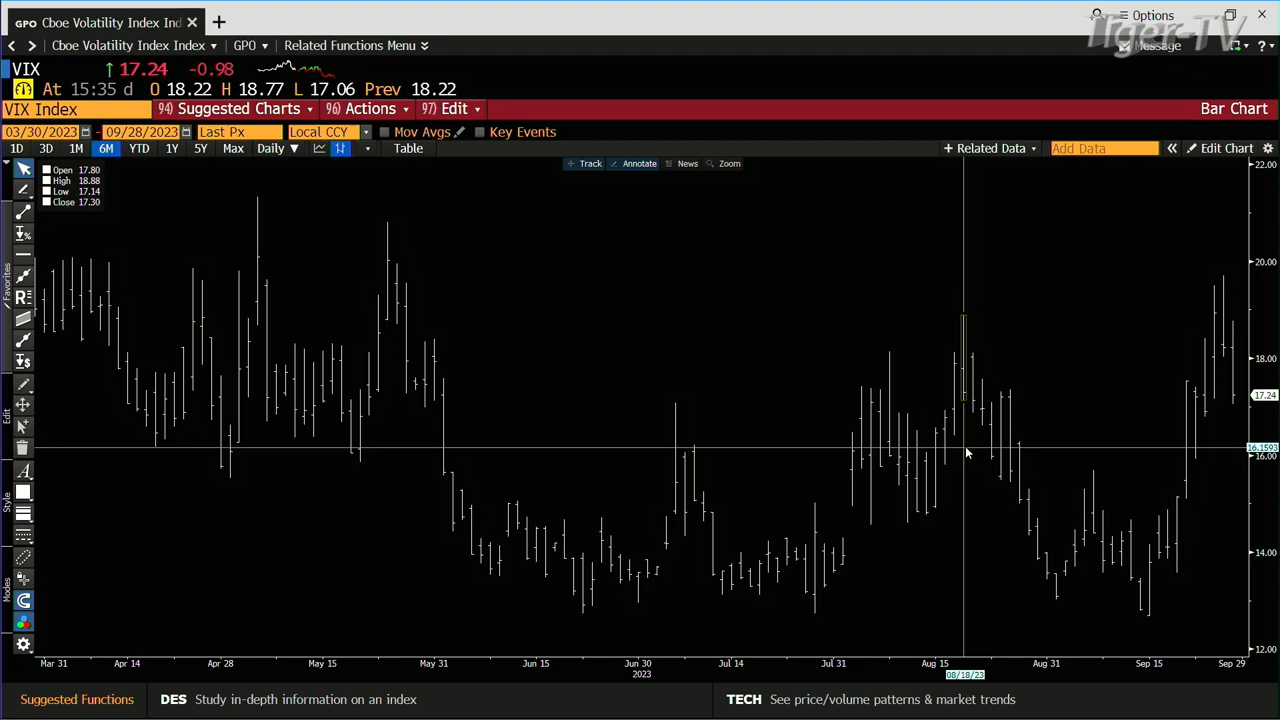 GPO Cboe Volatility Index Ind × +
Options
Tiger-TV
Cboe Volatility Index Index GPO Related Functions Menu Message ?
VIX ↑ 17.24 -0.98
At 15:35 d O 18.22 H 18.77 L 17.06 Prev 18.22
VIX Index 94) Suggested Charts 96) Actions 97) Edit Bar Chart
03/30/2023 - 09/28/2023 Last Px Local CCY Mov Avgs Key Events
1D 3D 1M 6M YTD 1Y 5Y Max Daily ▼ Table + Related Data Add Data « Edit Chart
Track Annotate News Zoom
Open 17.80
High 18.88
Low 17.14
Close 17.30
22.00
20.00
18.00
17.24
16.1593
16.00
14.00
12.00
Favorites
Edit
Style
Modes
Mar 31 Apr 14 Apr 28 May 15 May 31 Jun 15 Jun 30 Jul 14 Jul 31 Aug 15 Aug 31 Sep 15 Sep 29
2023
08/18/23
Suggested Functions DES Study in-depth information on an index TECH See price/volume patterns & market trends